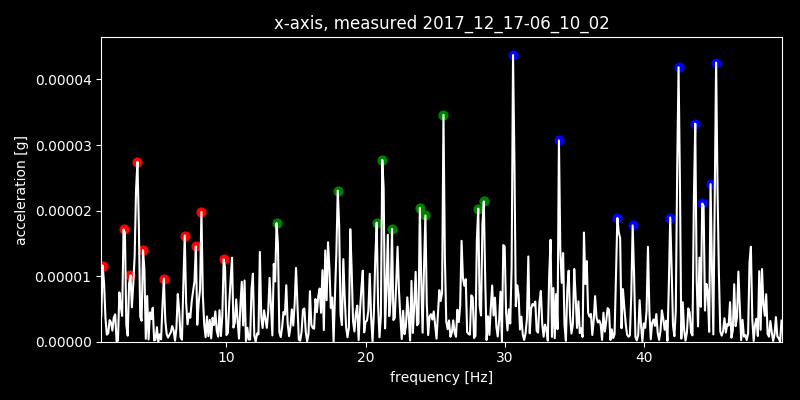 x-axis, measured 2017_12_17-06_10_02
acceleration [g]
0.00004
0.00003
0.00002
0.00001
0.00000
10 20 30 40
frequency [Hz]